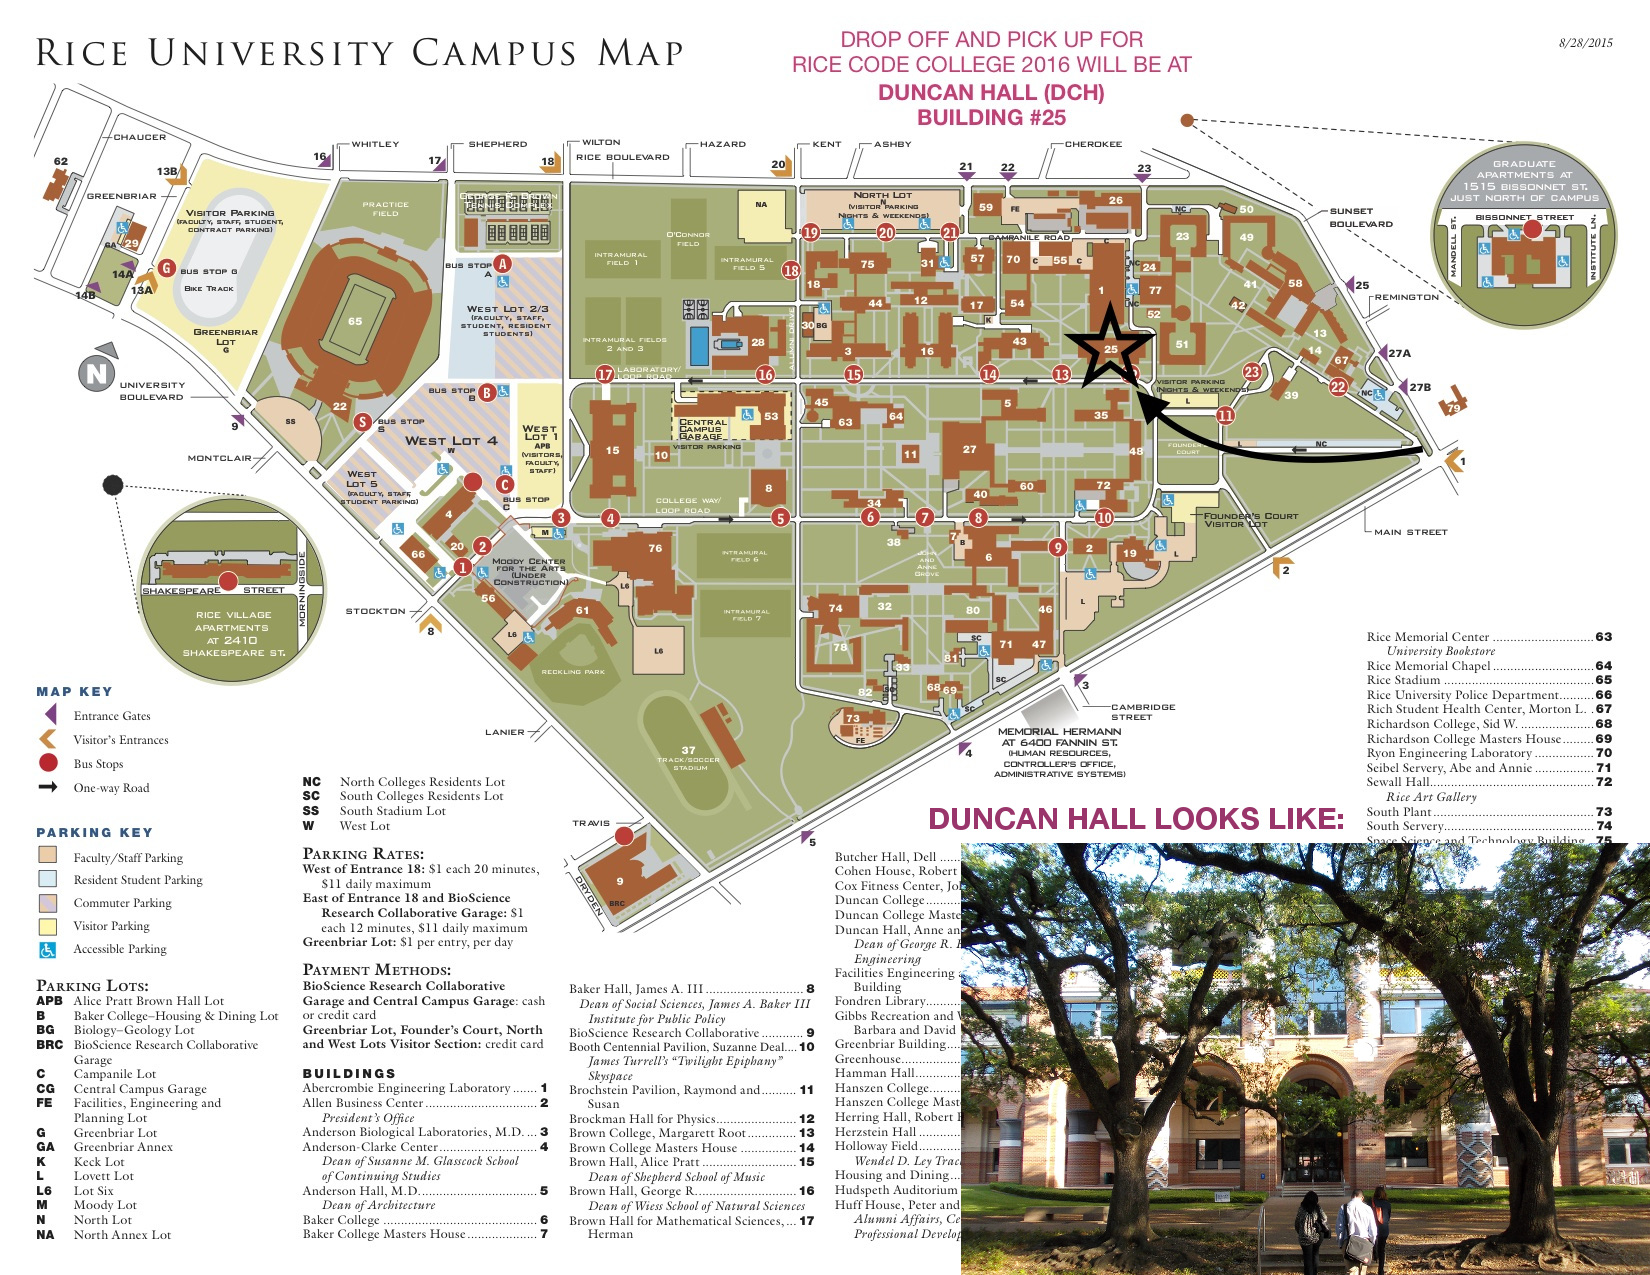 RICE UNIVERSITY CAMPUS MAP
DROP OFF AND PICK UP FOR
RICE CODE COLLEGE 2016 WILL BE AT
DUNCAN HALL (DCH)
BUILDING #25
8/28/2015
CHAUCER
WHITLEY
SHEPHERD
WILTON
RICE BOULEVARD
HAZARD
KENT
ASHBY
CHEROKEE
62
13B
16
17
18
20
21
22
23
GREENBRIAR
GRADUATE
APARTMENTS AT
1515 BISSONNET ST.
JUST NORTH OF CAMPUS
BISSONNET STREET
MANDELL ST.
INSTITUTE LN.
SUNSET
BOULEVARD
VISITOR PARKING
(FACULTY, STAFF, STUDENT,
CONTRACT PARKING)
PRACTICE
FIELD
NA
NORTH LOT
N
(VISITOR PARKING
NIGHTS & WEEKENDS)
59
FE
26
NC
50
O'CONNOR
FIELD
19
20
21
CAMPANILE ROAD
23
49
GA
29
G
BUS STOP G
BIKE TRACK
14A
13A
14B
BUS STOP
A
A
INTRAMURAL
FIELD 1
INTRAMURAL
FIELD 5
18
75
31
57
70
C
55
C
C
NC
24
41
58
25
REMINGTON
GREENBRIAR
LOT
G
65
WEST LOT 2/3
(FACULTY, STAFF,
STUDENT, RESIDENT
STUDENTS)
18
44
12
17
54
1
77
NC
52
42
30
BG
K
43
25
51
13
14
67
27A
INTRAMURAL FIELDS
2 AND 3
28
ALUMNI DRIVE
3
16
N
UNIVERSITY
BOULEVARD
17
LABORATORY/
LOOP ROAD
16
15
14
13
VISITOR PARKING
(NIGHTS & WEEKENDS)
L
23
22
39
NC
27B
79
9
SS
22
S
BUS STOP
S
BUS STOP
B
B
WEST LOT 4
W
WEST
LOT 1
APB
(VISITORS,
FACULTY,
STAFF)
53
CENTRAL
CAMPUS
GARAGE
VISITOR PARKING
45
63
64
5
35
11
FOUNDER'S
COURT
L
NC
1
MONTCLAIR
WEST
LOT 5
(FACULTY, STAFF,
STUDENT PARKING)
15
10
11
27
48
C
BUS STOP
C
8
COLLEGE WAY/
LOOP ROAD
34
40
60
72
FOUNDER'S COURT
VISITOR LOT
4
3
4
5
6
7
8
10
MAIN STREET
M
66
20
2
1
MOODY CENTER
FOR THE ARTS
(UNDER
CONSTRUCTION)
76
INTRAMURAL
FIELD 6
38
JOHN
AND
ANNE
GROVE
7
B
6
9
2
19
L
2
SHAKESPEARE STREET
MORNINGSIDE
RICE VILLAGE
APARTMENTS
AT 2410
SHAKESPEARE ST.
STOCKTON
8
56
61
L6
L6
L6
INTRAMURAL
FIELD 7
74
32
80
46
L
78
33
SC
71
47
81
82
SC
68
69
SC
SC
3
RECKLING PARK
LANIER
73
FE
4
CAMBRIDGE
STREET
MEMORIAL HERMANN
AT 6400 FANNIN ST.
(HUMAN RESOURCES,
CONTROLLER'S OFFICE,
ADMINISTRATIVE SYSTEMS)
37
TRACK/SOCCER
STADIUM
TRAVIS
5
9
BRC
DRYDEN
MAP KEY
Entrance Gates
Visitor's Entrances
Bus Stops
One-way Road
PARKING KEY
Faculty/Staff Parking
Resident Student Parking
Commuter Parking
Visitor Parking
Accessible Parking
PARKING LOTS:
APB Alice Pratt Brown Hall Lot
B Baker College–Housing & Dining Lot
BG Biology–Geology Lot
BRC BioScience Research Collaborative
Garage
C Campanile Lot
CG Central Campus Garage
FE Facilities, Engineering and
Planning Lot
G Greenbriar Lot
GA Greenbriar Annex
K Keck Lot
L Lovett Lot
L6 Lot Six
M Moody Lot
N North Lot
NA North Annex Lot
NC North Colleges Residents Lot
SC South Colleges Residents Lot
SS South Stadium Lot
W West Lot
PARKING RATES:
West of Entrance 18: $1 each 20 minutes,
$11 daily maximum
East of Entrance 18 and BioScience
Research Collaborative Garage: $1
each 12 minutes, $11 daily maximum
Greenbriar Lot: $1 per entry, per day
PAYMENT METHODS:
BioScience Research Collaborative
Garage and Central Campus Garage: cash
or credit card
Greenbriar Lot, Founder's Court, North
and West Lots Visitor Section: credit card
BUILDINGS
Abercrombie Engineering Laboratory ....... 1
Allen Business Center ............................ 2
President's Office
Anderson Biological Laboratories, M.D. ... 3
Anderson-Clarke Center......................... 4
Dean of Susanne M. Glasscock School
of Continuing Studies
Anderson Hall, M.D.............................. 5
Dean of Architecture
Baker College ....................................... 6
Baker College Masters House................. 7
Baker Hall, James A. III ......................... 8
Dean of Social Sciences, James A. Baker III
Institute for Public Policy
BioScience Research Collaborative ........... 9
Booth Centennial Pavilion, Suzanne Deal.... 10
James Turrell's "Twilight Epiphany"
Skyspace
Brochstein Pavilion, Raymond and.......... 11
Susan
Brockman Hall for Physics.................... 12
Brown College, Margarett Root............. 13
Brown College Masters House .............. 14
Brown Hall, Alice Pratt ........................ 15
Dean of Shepherd School of Music
Brown Hall, George R.......................... 16
Dean of Wiess School of Natural Sciences
Brown Hall for Mathematical Sciences, ... 17
Herman
Butcher Hall, Dell ......
Cohen House, Robert
Cox Fitness Center,
Duncan College.........
Duncan College
Duncan Hall, Anne
Dean of George R.
Engineering
Facilities Engineering
Building
Fondren Library.........
Gibbs Recreation and
Barbara and David
Greenbriar Building....
Greenhouse...............
Hamman Hall............
Hanszen College........
Hanszen College
Herring Hall, Robert
Herzstein Hall ...........
Holloway Field..........
Wendel D. Ley
Housing and Dining...
Hudspeth Auditorium
Huff House, Peter and
Alumni Affairs,
Professional
Rice Memorial Center ........................... 63
University Bookstore
Rice Memorial Chapel ........................... 64
Rice Stadium ........................................ 65
Rice University Police Department......... 66
Rich Student Health Center, Morton L. . 67
Richardson College, Sid W. ................... 68
Richardson College Masters House........ 69
Ryon Engineering Laboratory ................ 70
Seibel Servery, Abe and Annie ............... 71
Sewall Hall........................................... 72
Rice Art Gallery
South Plant........................................... 73
South Servery........................................ 74
Space Science and Technology Building 75
DUNCAN HALL LOOKS LIKE: